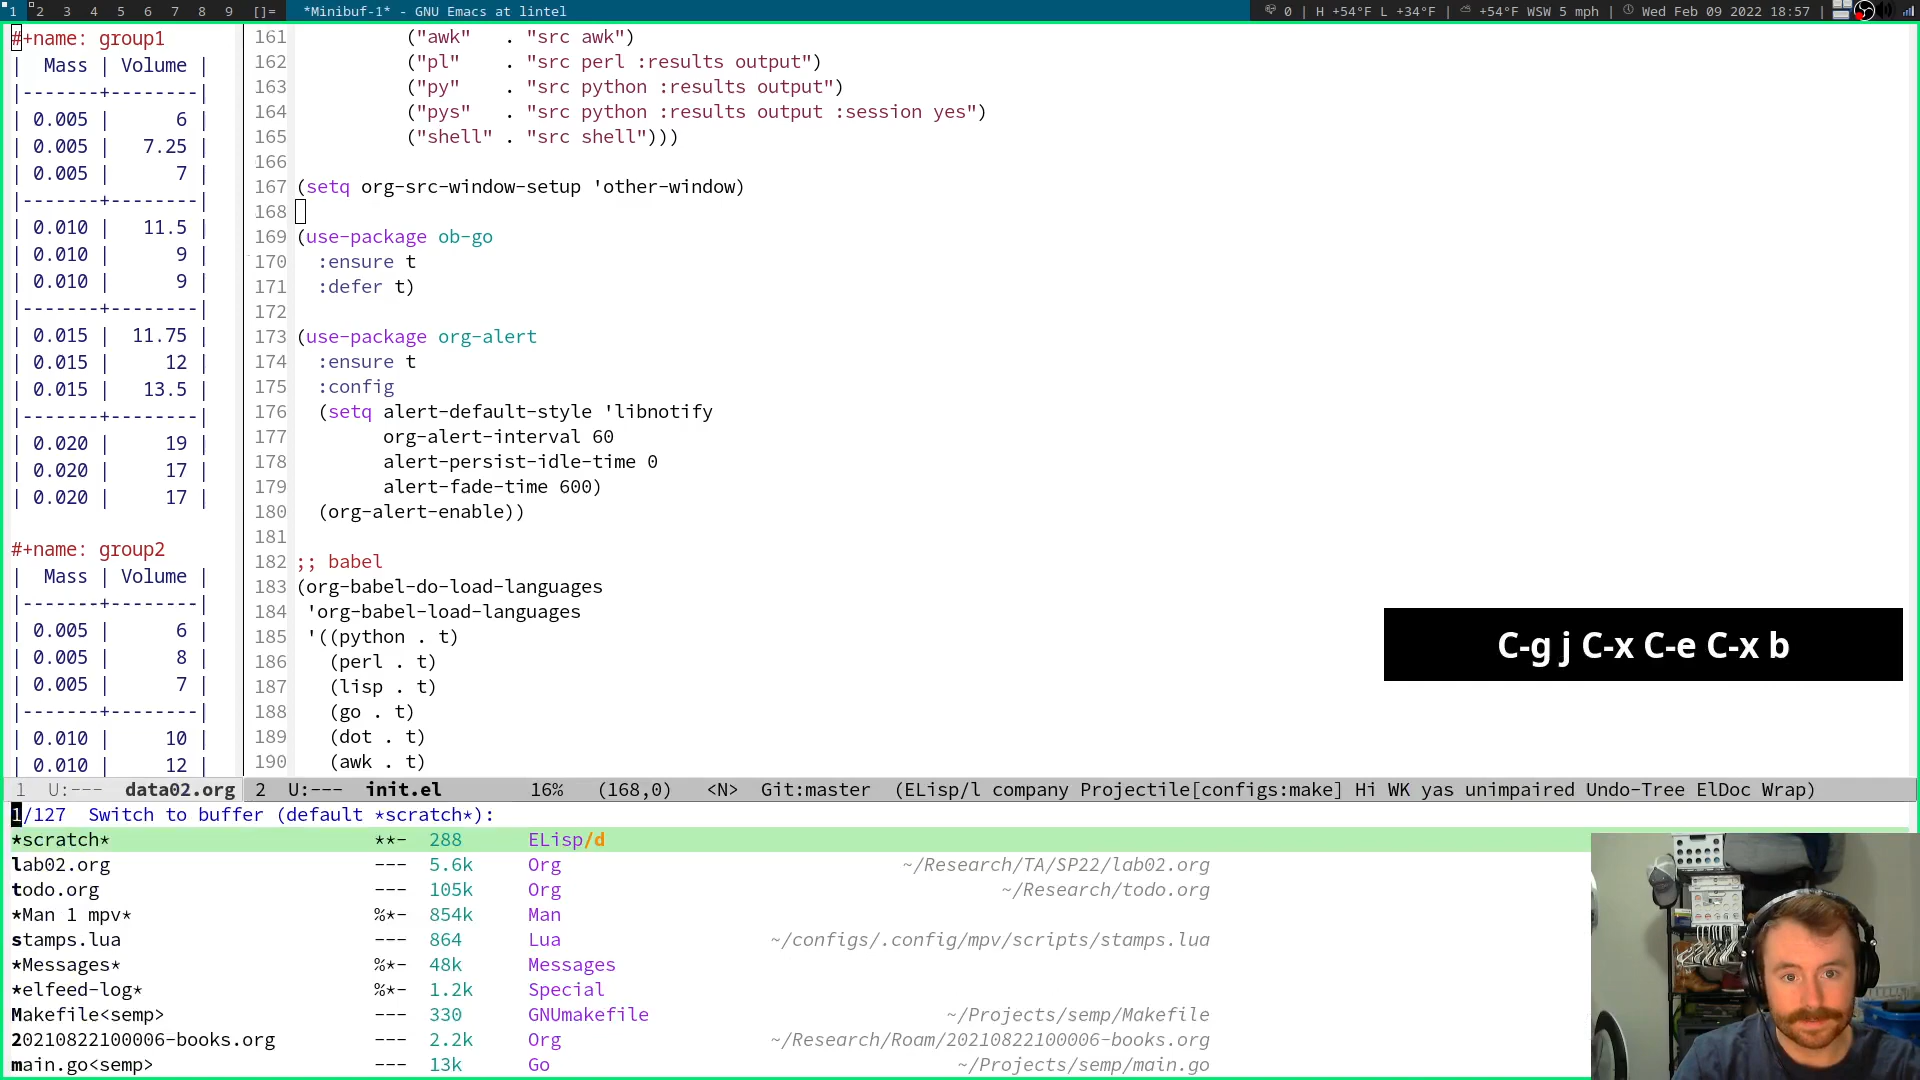 1 2 3 4 5 6 7 8 9 []= *Minibuf-1* - GNU Emacs at lintel 0 | H +54°F L +34°F | +54°F WSW 5 mph | Wed Feb 09 2022 18:57 |
#+name: group1
| Mass | Volume |
|-------+--------|
| 0.005 | 6 |
| 0.005 | 7.25 |
| 0.005 | 7 |
|-------+--------|
| 0.010 | 11.5 |
| 0.010 | 9 |
| 0.010 | 9 |
|-------+--------|
| 0.015 | 11.75 |
| 0.015 | 12 |
| 0.015 | 13.5 |
|-------+--------|
| 0.020 | 19 |
| 0.020 | 17 |
| 0.020 | 17 |
#+name: group2
| Mass | Volume |
|-------+--------|
| 0.005 | 6 |
| 0.005 | 8 |
| 0.005 | 7 |
|-------+--------|
| 0.010 | 10 |
| 0.010 | 12 |
161 ("awk" . "src awk")
162 ("pl" . "src perl :results output")
163 ("py" . "src python :results output")
164 ("pys" . "src python :results output :session yes")
165 ("shell" . "src shell")))
166
167 (setq org-src-window-setup 'other-window)
168
169 (use-package ob-go
170 :ensure t
171 :defer t)
172
173 (use-package org-alert
174 :ensure t
175 :config
176 (setq alert-default-style 'libnotify
177 org-alert-interval 60
178 alert-persist-idle-time 0
179 alert-fade-time 600)
180 (org-alert-enable))
181
182 ;; babel
183 (org-babel-do-load-languages
184 'org-babel-load-languages
185 '((python . t)
186 (perl . t)
187 (lisp . t)
188 (go . t)
189 (dot . t)
190 (awk . t)
C-g j C-x C-e C-x b
1 U:--- data02.org 2 U:--- init.el 16% (168,0) <N> Git:master (ELisp/l company Projectile[configs:make] Hi WK yas unimpaired Undo-Tree ElDoc Wrap)
1/127 Switch to buffer (default *scratch*):
*scratch* **- 288 ELisp/d
lab02.org --- 5.6k Org ~/Research/TA/SP22/lab02.org
todo.org --- 105k Org ~/Research/todo.org
*Man 1 mpv* %*- 854k Man
stamps.lua --- 864 Lua ~/configs/.config/mpv/scripts/stamps.lua
*Messages* %*- 48k Messages
*elfeed-log* %*- 1.2k Special
Makefile<semp> --- 330 GNUmakefile ~/Projects/semp/Makefile
20210822100006-books.org --- 2.2k Org ~/Research/Roam/20210822100006-books.org
main.go<semp> --- 13k Go ~/Projects/semp/main.go